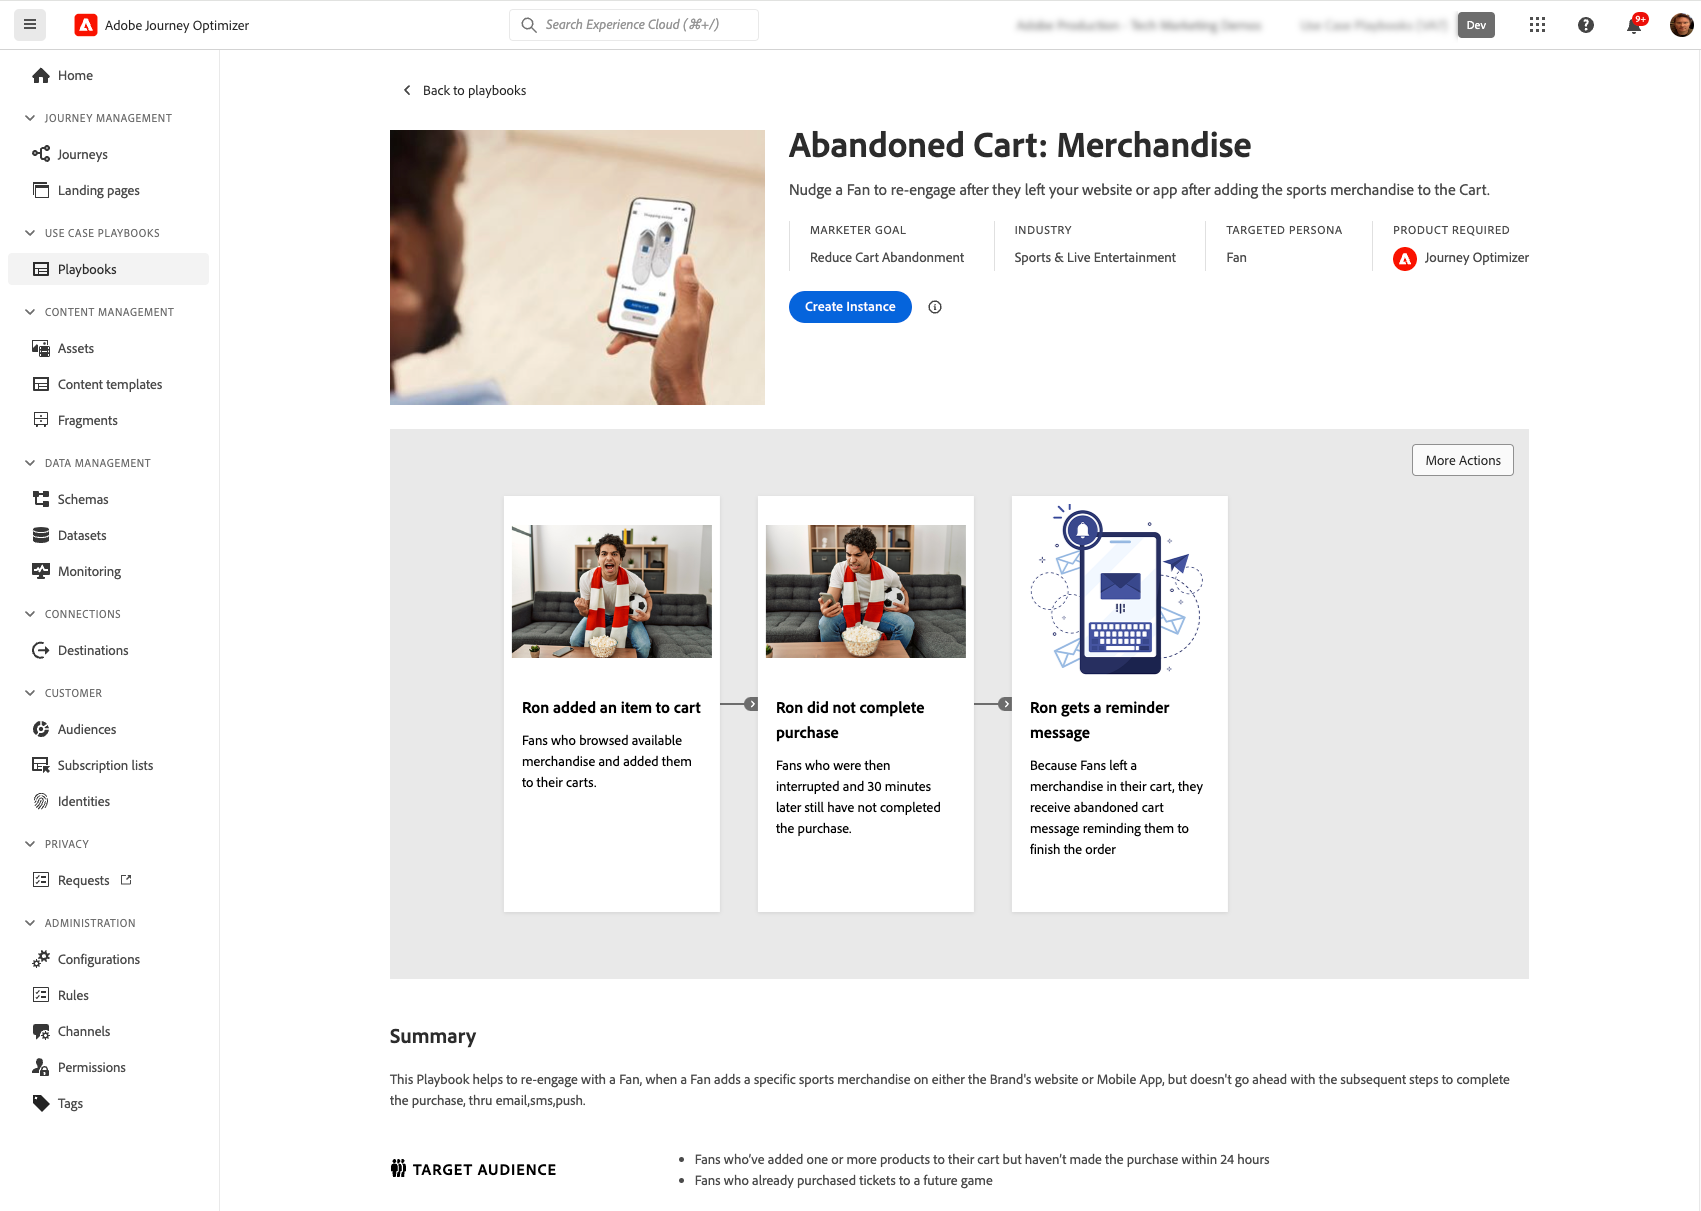 Adobe Journey Optimizer
Search Experience Cloud (⌘+/)
Dev
9+
Home
JOURNEY MANAGEMENT
Journeys
Landing pages
USE CASE PLAYBOOKS
Playbooks
CONTENT MANAGEMENT
Assets
Content templates
Fragments
DATA MANAGEMENT
Schemas
Datasets
Monitoring
CONNECTIONS
Destinations
CUSTOMER
Audiences
Subscription lists
Identities
PRIVACY
Requests
ADMINISTRATION
Configurations
Rules
Channels
Permissions
Tags
Back to playbooks
Abandoned Cart: Merchandise
Nudge a Fan to re-engage after they left your website or app after adding the sports merchandise to the Cart.
MARKETER GOAL
Reduce Cart Abandonment
INDUSTRY
Sports & Live Entertainment
TARGETED PERSONA
Fan
PRODUCT REQUIRED
Journey Optimizer
Create Instance
More Actions
Ron added an item to cart
Fans who browsed available
merchandise and added them
to their carts.
Ron did not complete
purchase
Fans who were then
interrupted and 30 minutes
later still have not completed
the purchase.
Ron gets a reminder
message
Because Fans left a
merchandise in their cart, they
receive abandoned cart
message reminding them to
finish the order
Summary
This Playbook helps to re-engage with a Fan, when a Fan adds a specific sports merchandise on either the Brand's website or Mobile App, but doesn't go ahead with the subsequent steps to complete
the purchase, thru email,sms,push.
TARGET AUDIENCE
Fans who've added one or more products to their cart but haven't made the purchase within 24 hours
Fans who already purchased tickets to a future game